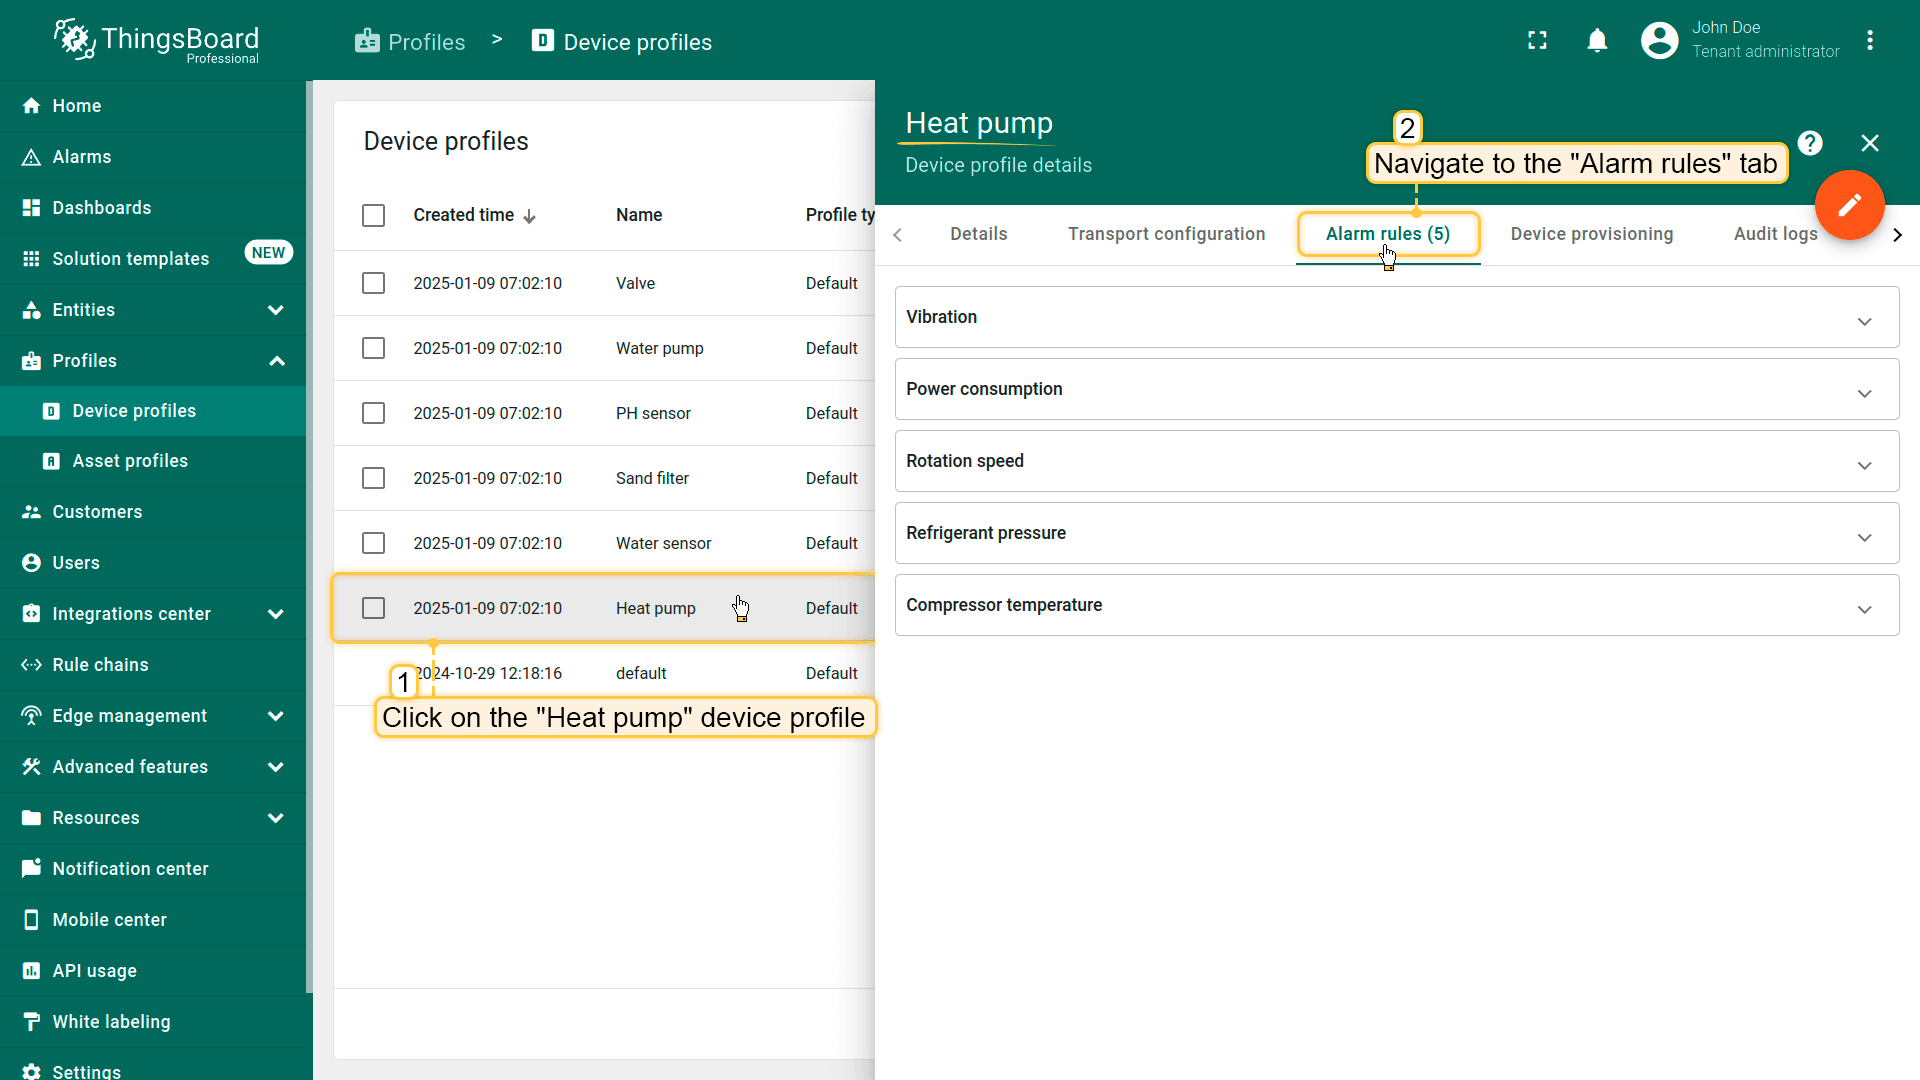 ThingsBoard
Professional
Profiles > Device profiles
John Doe
Tenant administrator
Home
Alarms
Dashboards
Solution templates NEW
Entities
Profiles
Device profiles
Asset profiles
Customers
Users
Integrations center
Rule chains
Edge management
Advanced features
Resources
Notification center
Mobile center
API usage
White labeling
Settings
Device profiles
Created time Name Profile ty
2025-01-09 07:02:10 Valve Default
2025-01-09 07:02:10 Water pump Default
2025-01-09 07:02:10 PH sensor Default
2025-01-09 07:02:10 Sand filter Default
2025-01-09 07:02:10 Water sensor Default
2025-01-09 07:02:10 Heat pump Default
2024-10-29 12:18:16 default Default
1
Click on the "Heat pump" device profile
Heat pump
Device profile details
2
Navigate to the "Alarm rules" tab
Details Transport configuration Alarm rules (5) Device provisioning Audit logs
Vibration
Power consumption
Rotation speed
Refrigerant pressure
Compressor temperature